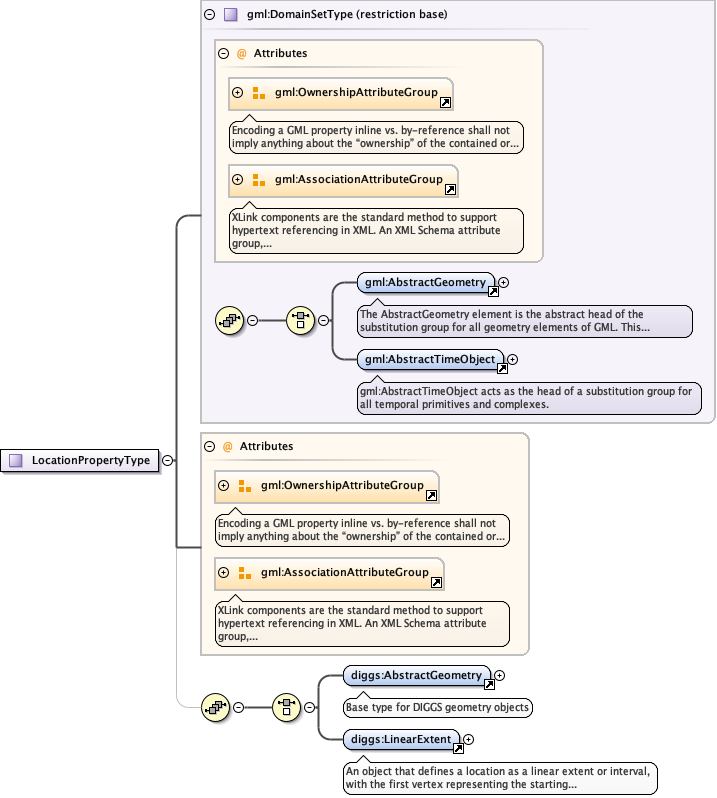 gml:DomainSetType (restriction base)
@ Attributes
gml:OwnershipAttributeGroup
Encoding a GML property inline vs. by-reference shall not
imply anything about the “ownership” of the contained or...
gml:AssociationAttributeGroup
XLink components are the standard method to support
hypertext referencing in XML. An XML Schema attribute
group,...
gml:AbstractGeometry
The AbstractGeometry element is the abstract head of the
substitution group for all geometry elements of GML. This...
gml:AbstractTimeObject
gml:AbstractTimeObject acts as the head of a substitution group for
all temporal primitives and complexes.
LocationPropertyType
@ Attributes
gml:OwnershipAttributeGroup
Encoding a GML property inline vs. by-reference shall not
imply anything about the “ownership” of the contained or...
gml:AssociationAttributeGroup
XLink components are the standard method to support
hypertext referencing in XML. An XML Schema attribute
group,...
diggs:AbstractGeometry
Base type for DIGGS geometry objects
diggs:LinearExtent
An object that defines a location as a linear extent or interval,
with the first vertex representing the starting...